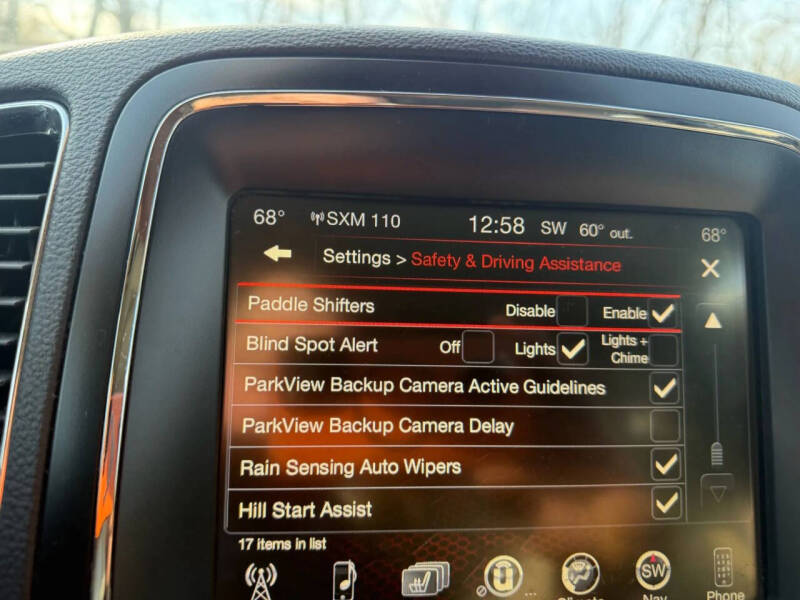 68° SXM 110 12:58 SW 60° out. 68°
Settings > Safety & Driving Assistance
Paddle Shifters Disable Enable
Blind Spot Alert Off Lights Lights + Chime
ParkView Backup Camera Active Guidelines
ParkView Backup Camera Delay
Rain Sensing Auto Wipers
Hill Start Assist
17 items in list
SW
Climate Nav Phone